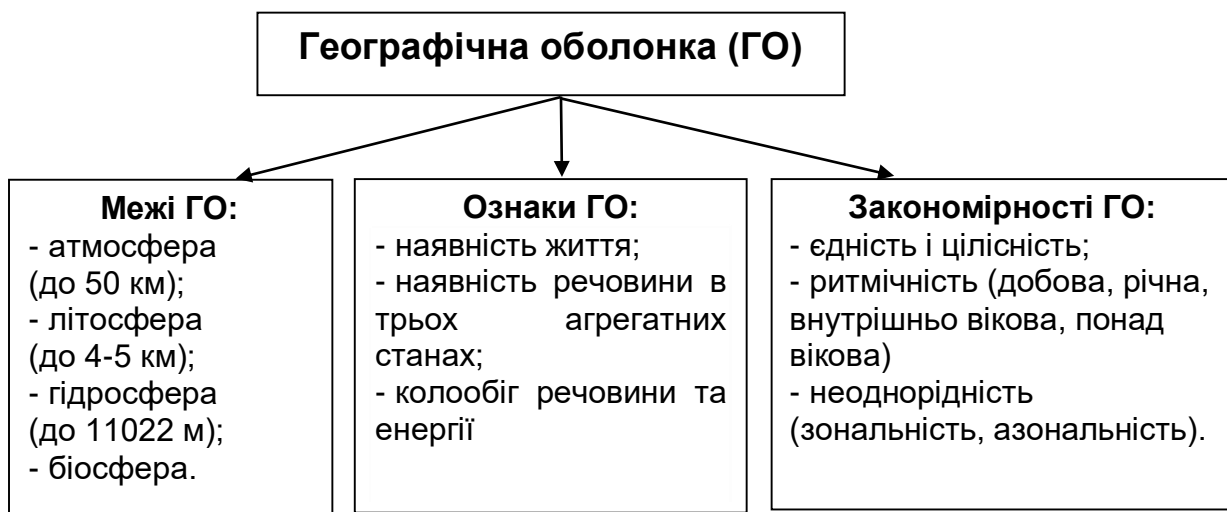 Географічна оболонка (ГО)
Межі ГО:
- атмосфера
(до 50 км);
- літосфера
(до 4-5 км);
- гідросфера
(до 11022 м);
- біосфера.
Ознаки ГО:
- наявність життя;
- наявність речовини в
трьох агрегатних
станах;
- колообіг речовини та
енергії
Закономірності ГО:
- єдність і цілісність;
- ритмічність (добова, річна,
внутрішньо вікова, понад
вікова)
- неоднорідність
(зональність, азональність).